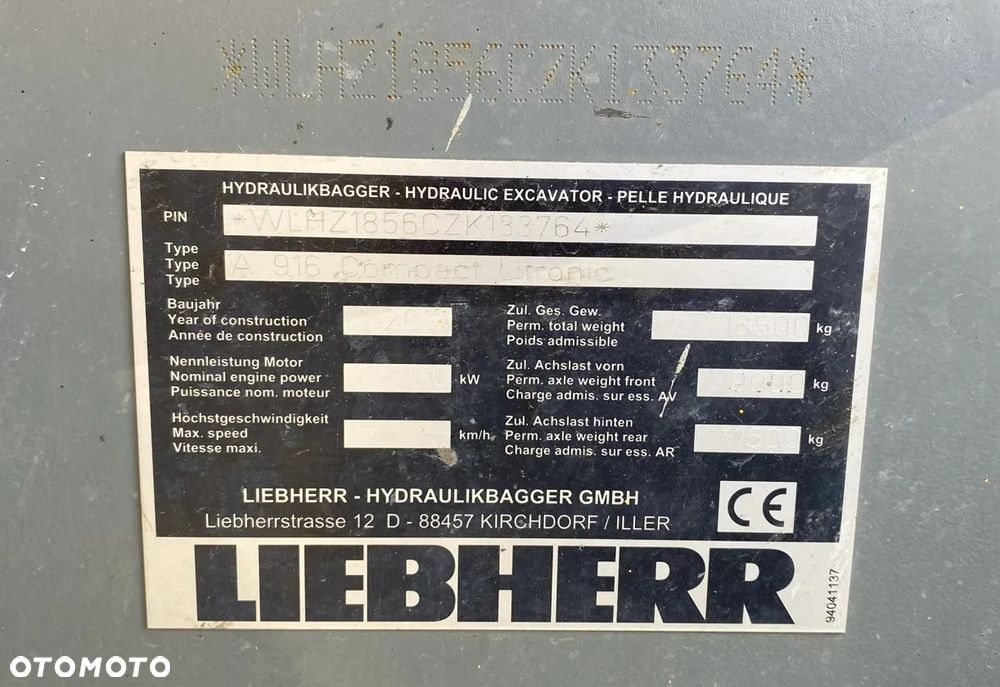 *WLHZ1856CZK133764*
HYDRAULIKBAGGER - HYDRAULIC EXCAVATOR - PELLE HYDRAULIQUE
PIN *WLHZ1856CZK133764*
Type
Type A 916 Compact Litronic
Type
Baujahr
Year of construction
Année de construction
Zul. Ges. Gew.
Perm. total weight 18500 kg
Poids admissible
Nennleistung Motor
Nominal engine power kW
Puissance nom. moteur
Zul. Achslast vorn
Perm. axle weight front kg
Charge admis. sur ess. AV
Höchstgeschwindigkeit
Max. speed km/h
Vitesse maxi.
Zul. Achslast hinten
Perm. axle weight rear kg
Charge admis. sur ess. AR
LIEBHERR - HYDRAULIKBAGGER GMBH
Liebherrstrasse 12 D - 88457 KIRCHDORF / ILLER
CE
LIEBHERR
94041137
OTOMOTO